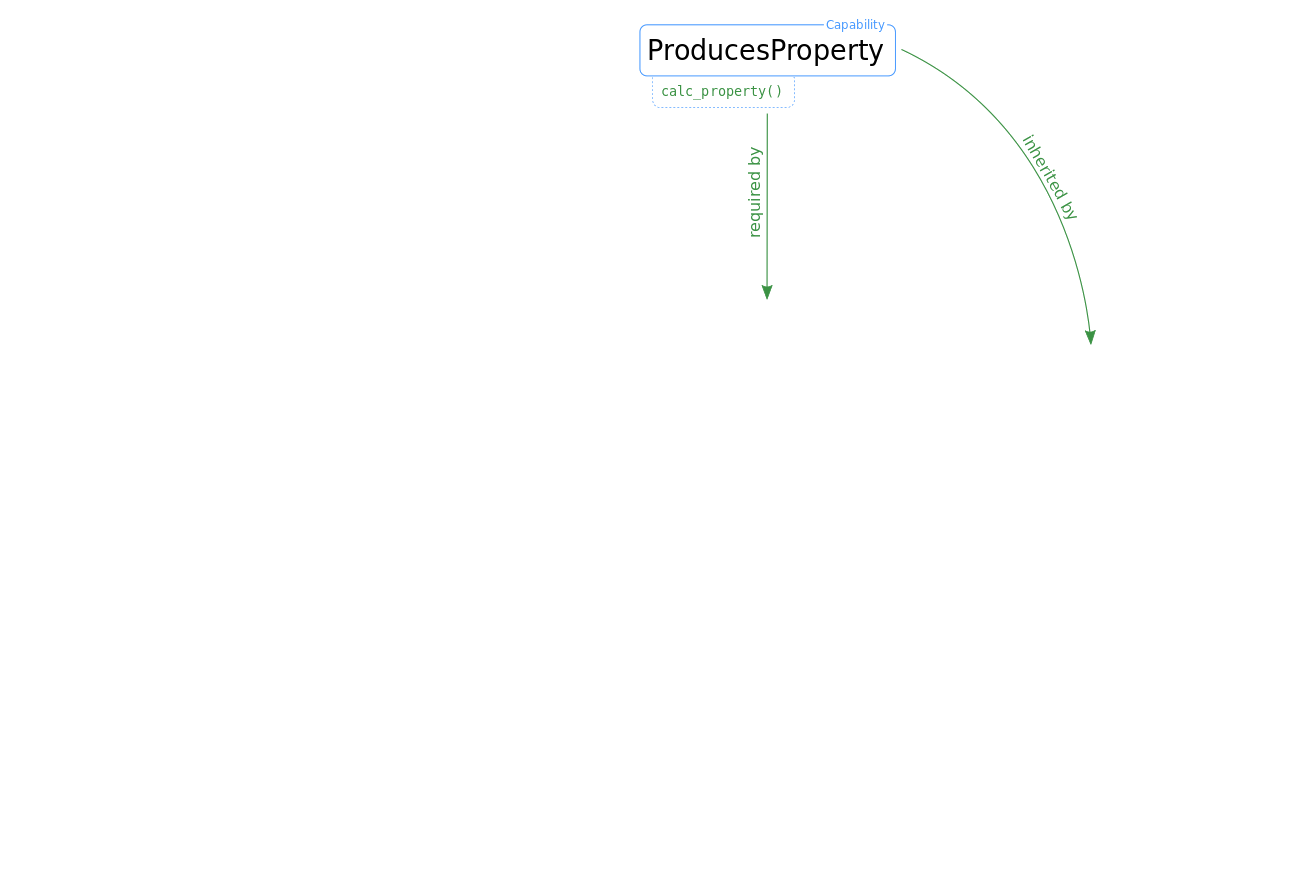 Capability
ProducesProperty
calc_property()
required by
inherited by